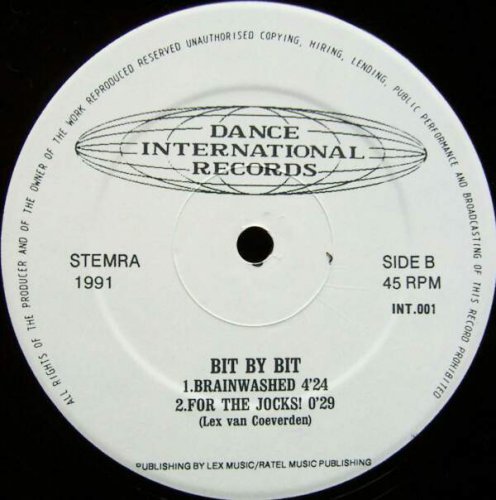 ALL RIGHTS OF THE PRODUCER AND OF THE OWNER OF THE WORK REPRODUCED RESERVED UNAUTHORISED COPYING, HIRING, LENDING, PUBLIC PERFORMANCE AND BROADCASTING OF THIS RECORD PROHIBITED
DANCE
INTERNATIONAL
RECORDS
STEMRA
1991
SIDE B
45 RPM
INT.001
BIT BY BIT
1.BRAINWASHED 4'24
2.FOR THE JOCKS! 0'29
(Lex van Coeverden)
PUBLISHING BY LEX MUSIC/RATEL MUSIC PUBLISHING